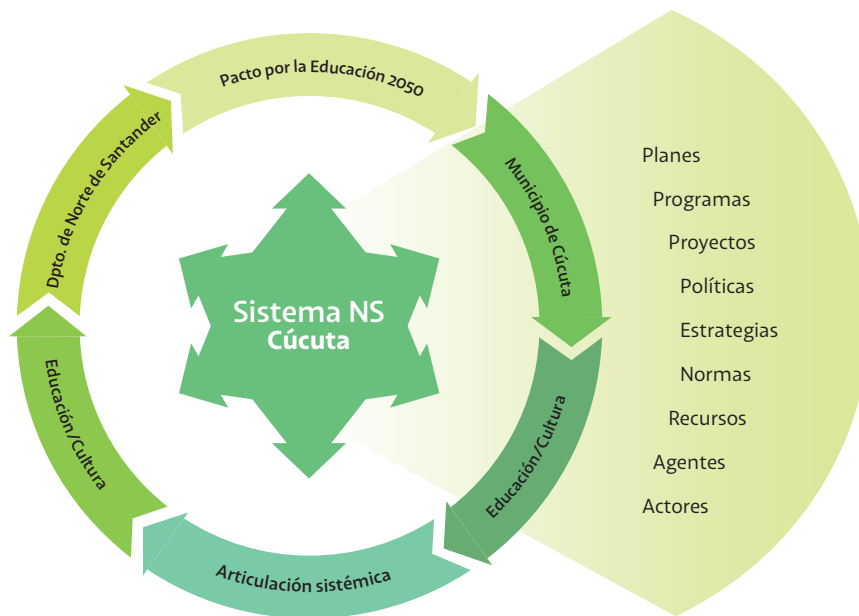 Pacto por la Educación 2050
Municipio de Cúcuta
Educación/Cultura
Articulación sistémica
Educación/Cultura
Dpto. de Norte de Santander
Sistema NS
Cúcuta
Planes
Programas
Proyectos
Políticas
Estrategias
Normas
Recursos
Agentes
Actores